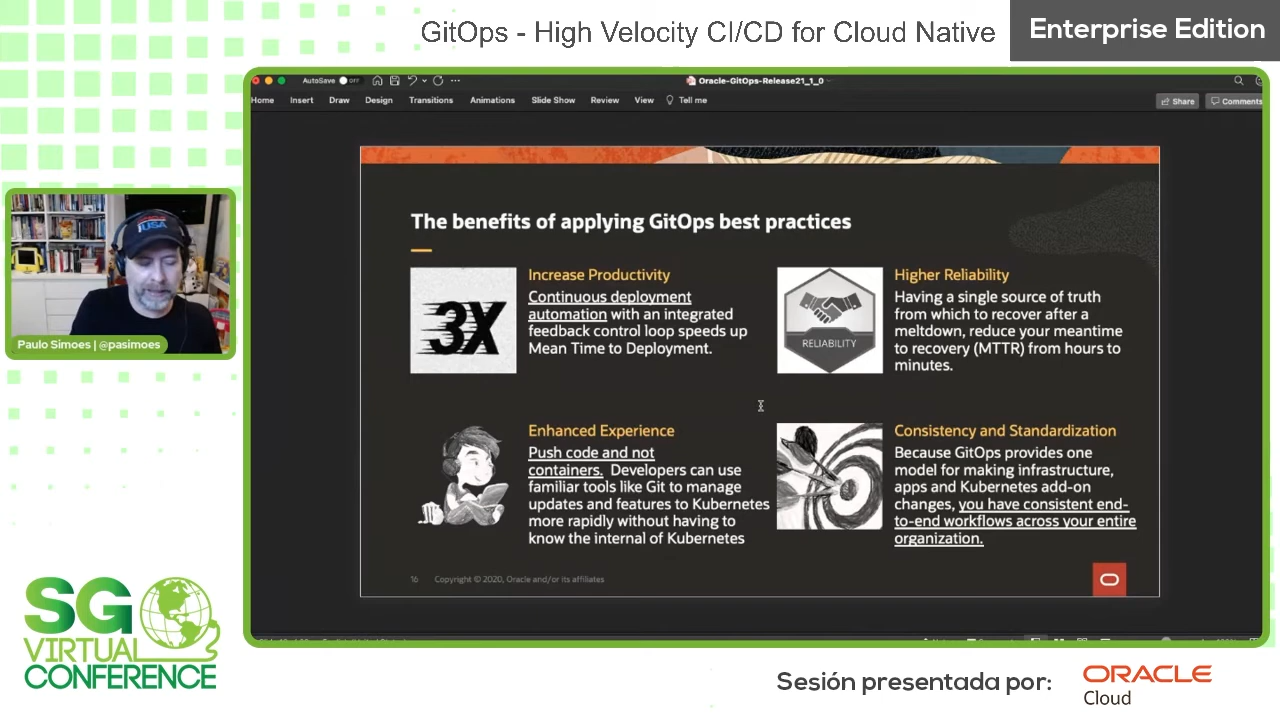 GitOps - High Velocity CI/CD for Cloud Native
Enterprise Edition
AutoSave OFF
Oracle-GitOps-Release21_1_0
Home Insert Draw Design Transitions Animations Slide Show Review View Tell me
Share Comments
The benefits of applying GitOps best practices
3X
Increase Productivity
Continuous deployment
automation with an integrated
feedback control loop speeds up
Mean Time to Deployment.
RELIABILITY
Higher Reliability
Having a single source of truth
from which to recover after a
meltdown, reduce your meantime
to recovery (MTTR) from hours to
minutes.
Enhanced Experience
Push code and not
containers. Developers can use
familiar tools like Git to manage
updates and features to Kubernetes
more rapidly without having to
know the internal of Kubernetes
Consistency and Standardization
Because GitOps provides one
model for making infrastructure,
apps and Kubernetes add-on
changes, you have consistent end-
to-end workflows across your entire
organization.
16 Copyright © 2020, Oracle and/or its affiliates
USA
Paulo Simoes | @pasimoes
SG
VIRTUAL
CONFERENCE
Sesión presentada por:
ORACLE
Cloud